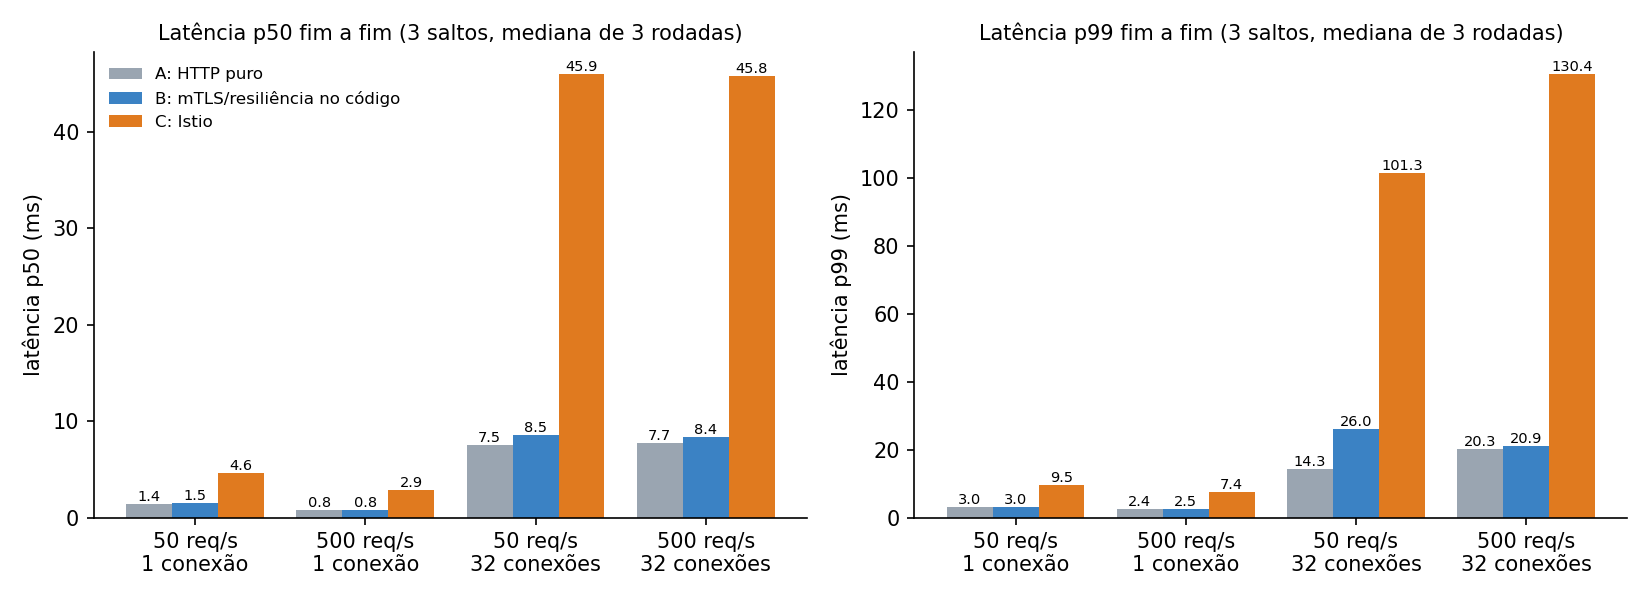 Latência p50 fim a fim (3 saltos, mediana de 3 rodadas)
A: HTTP puro
B: mTLS/resiliência no código
C: Istio
latência p50 (ms)
40
30
20
10
0
1.4
1.5
4.6
0.8
0.8
2.9
7.5
8.5
45.9
7.7
8.4
45.8
50 req/s
1 conexão
500 req/s
1 conexão
50 req/s
32 conexões
500 req/s
32 conexões
Latência p99 fim a fim (3 saltos, mediana de 3 rodadas)
latência p99 (ms)
120
100
80
60
40
20
0
3.0
3.0
9.5
2.4
2.5
7.4
14.3
26.0
101.3
20.3
20.9
130.4
50 req/s
1 conexão
500 req/s
1 conexão
50 req/s
32 conexões
500 req/s
32 conexões